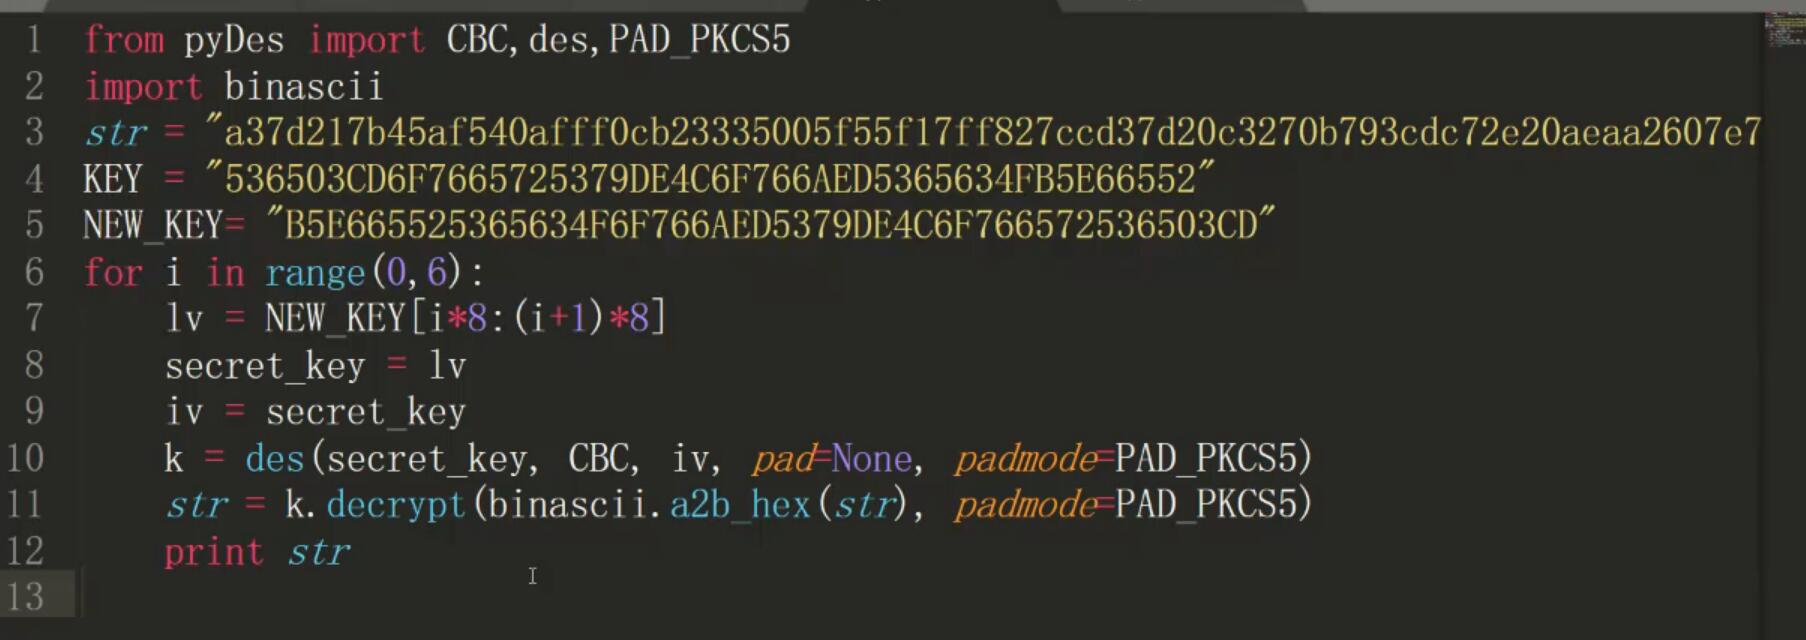 1 from pyDes import CBC,des,PAD_PKCS5
2 import binascii
3 str = "a37d217b45af540afff0cb23335005f55f17ff827ccd37d20c3270b793cdc72e20aeaa2607e7
4 KEY = "536503CD6F7665725379DE4C6F766AED5365634FB5E66552"
5 NEW_KEY= "B5E665525365634F6F766AED5379DE4C6F766572536503CD"
6 for i in range(0,6):
7     lv = NEW_KEY[i*8:(i+1)*8]
8     secret_key = lv
9     iv = secret_key
10     k = des(secret_key, CBC, iv, pad=None, padmode=PAD_PKCS5)
11     str = k.decrypt(binascii.a2b_hex(str), padmode=PAD_PKCS5)
12     print str
13